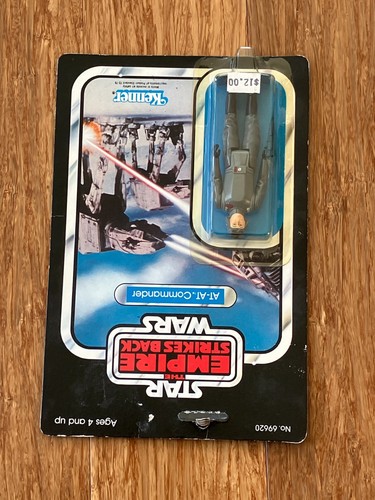 No. 69620
Ages 4 and up
STAR
THE
EMPIRE
STRIKES BACK
WARS
AT-AT Commander
Kenner
$12.00